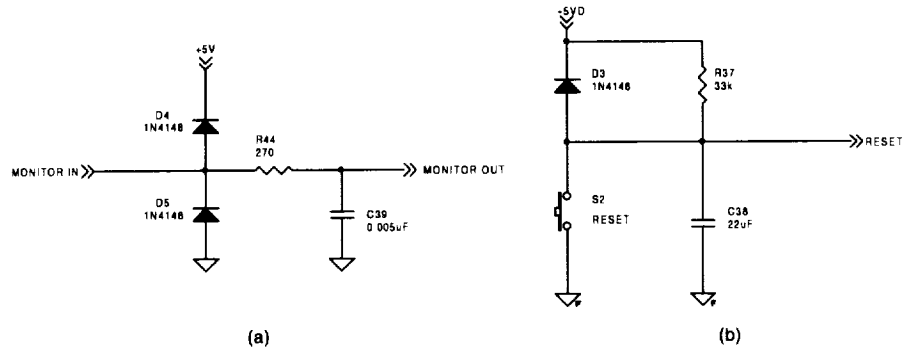 +5V
D4
1N4148
R44
270
MONITOR IN
MONITOR OUT
D5
1N4148
C39
0.005uF
(a)
-5VD
D3
1N4148
R37
33k
RESET
S2
RESET
C38
22uF
F
F
(b)